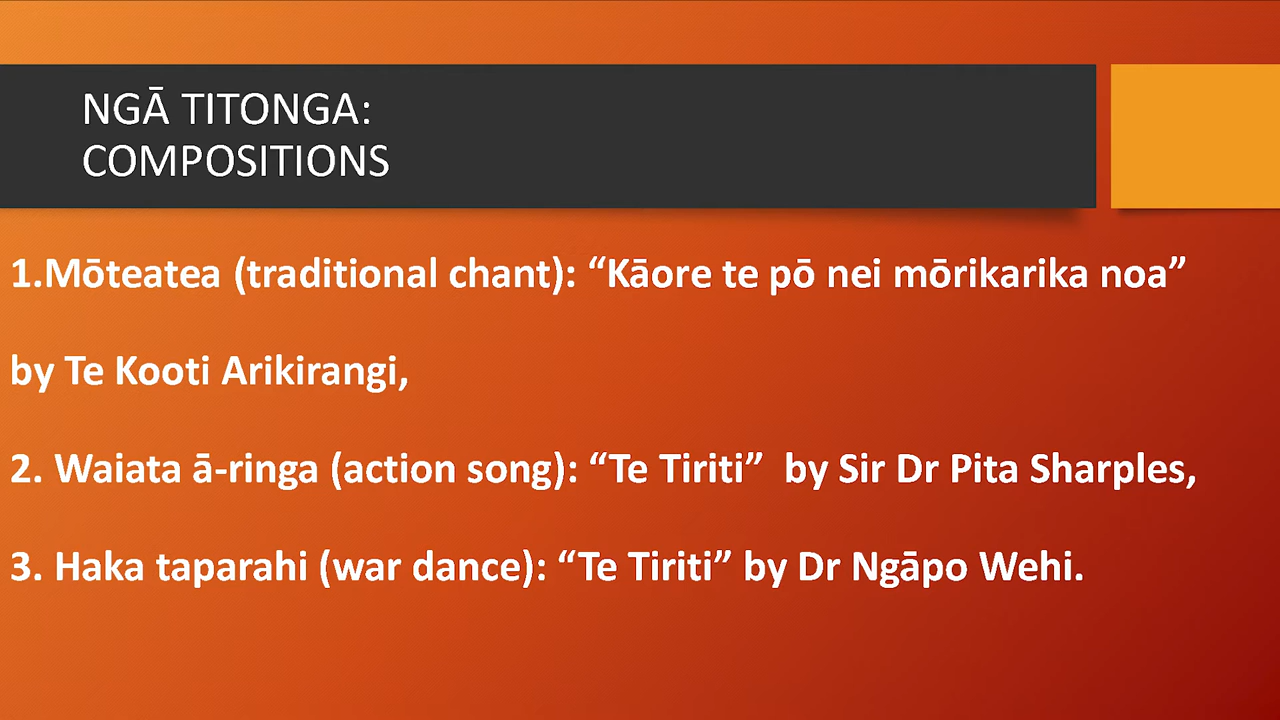 NGĀ TITONGA:
COMPOSITIONS
1.Mōteatea (traditional chant): “Kāore te pō nei mōrikarika noa”
by Te Kooti Arikirangi,
2. Waiata ā-ringa (action song): “Te Tiriti”  by Sir Dr Pita Sharples,
3. Haka taparahi (war dance): “Te Tiriti” by Dr Ngāpo Wehi.